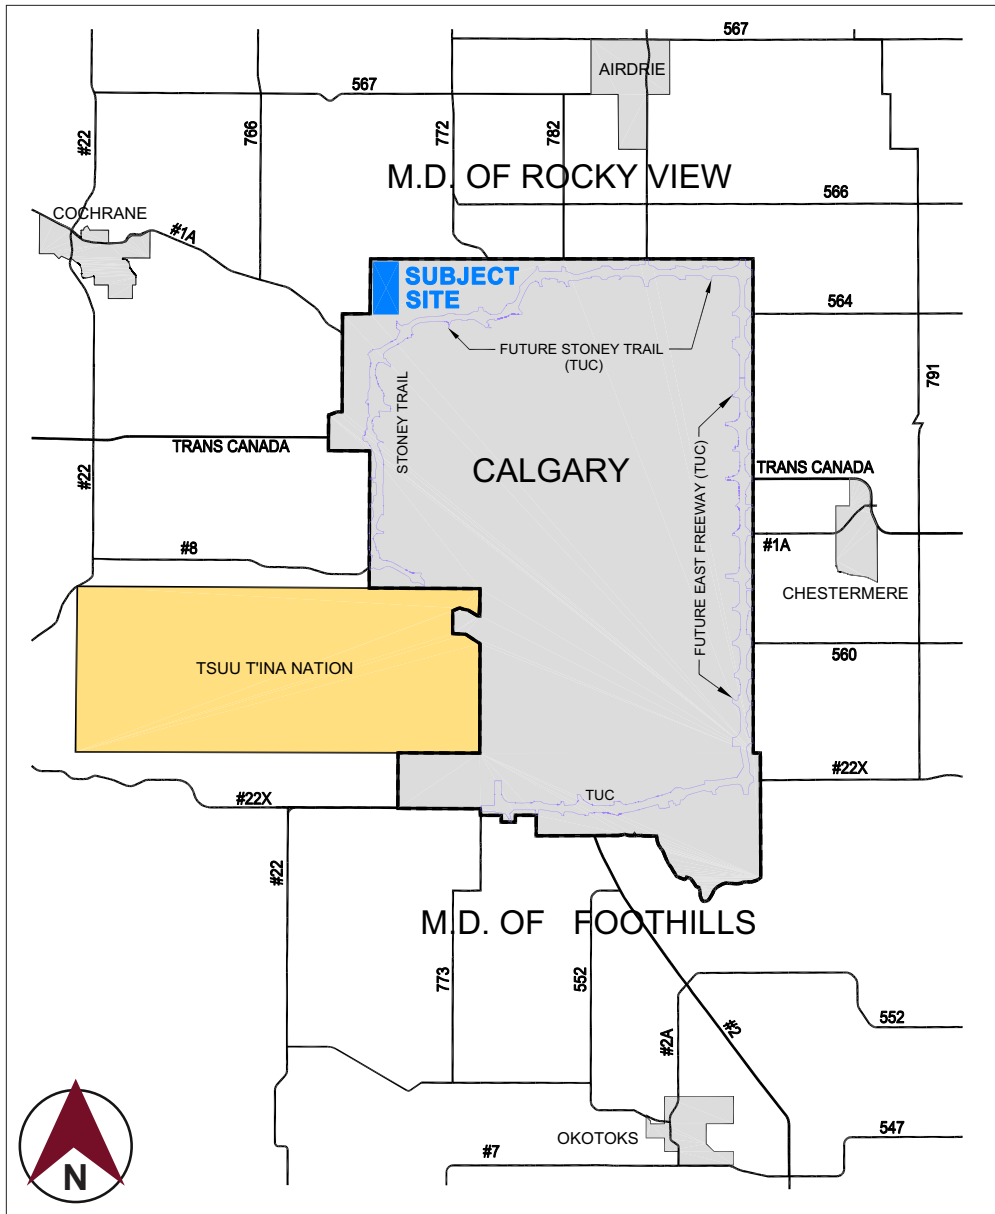 567
567
AIRDRIE
#22
766
772
782
M.D. OF ROCKY VIEW
566
COCHRANE
#1A
SUBJECT
SITE
564
FUTURE STONEY TRAIL
(TUC)
791
STONEY TRAIL
TRANS CANADA
CALGARY
FUTURE EAST FREEWAY (TUC)
TRANS CANADA
#22
#8
#1A
CHESTERMERE
TSUU T'INA NATION
560
#22X
#22X
TUC
#22
M.D. OF FOOTHILLS
773
552
552
#2
#2A
547
OKOTOKS
#7
N